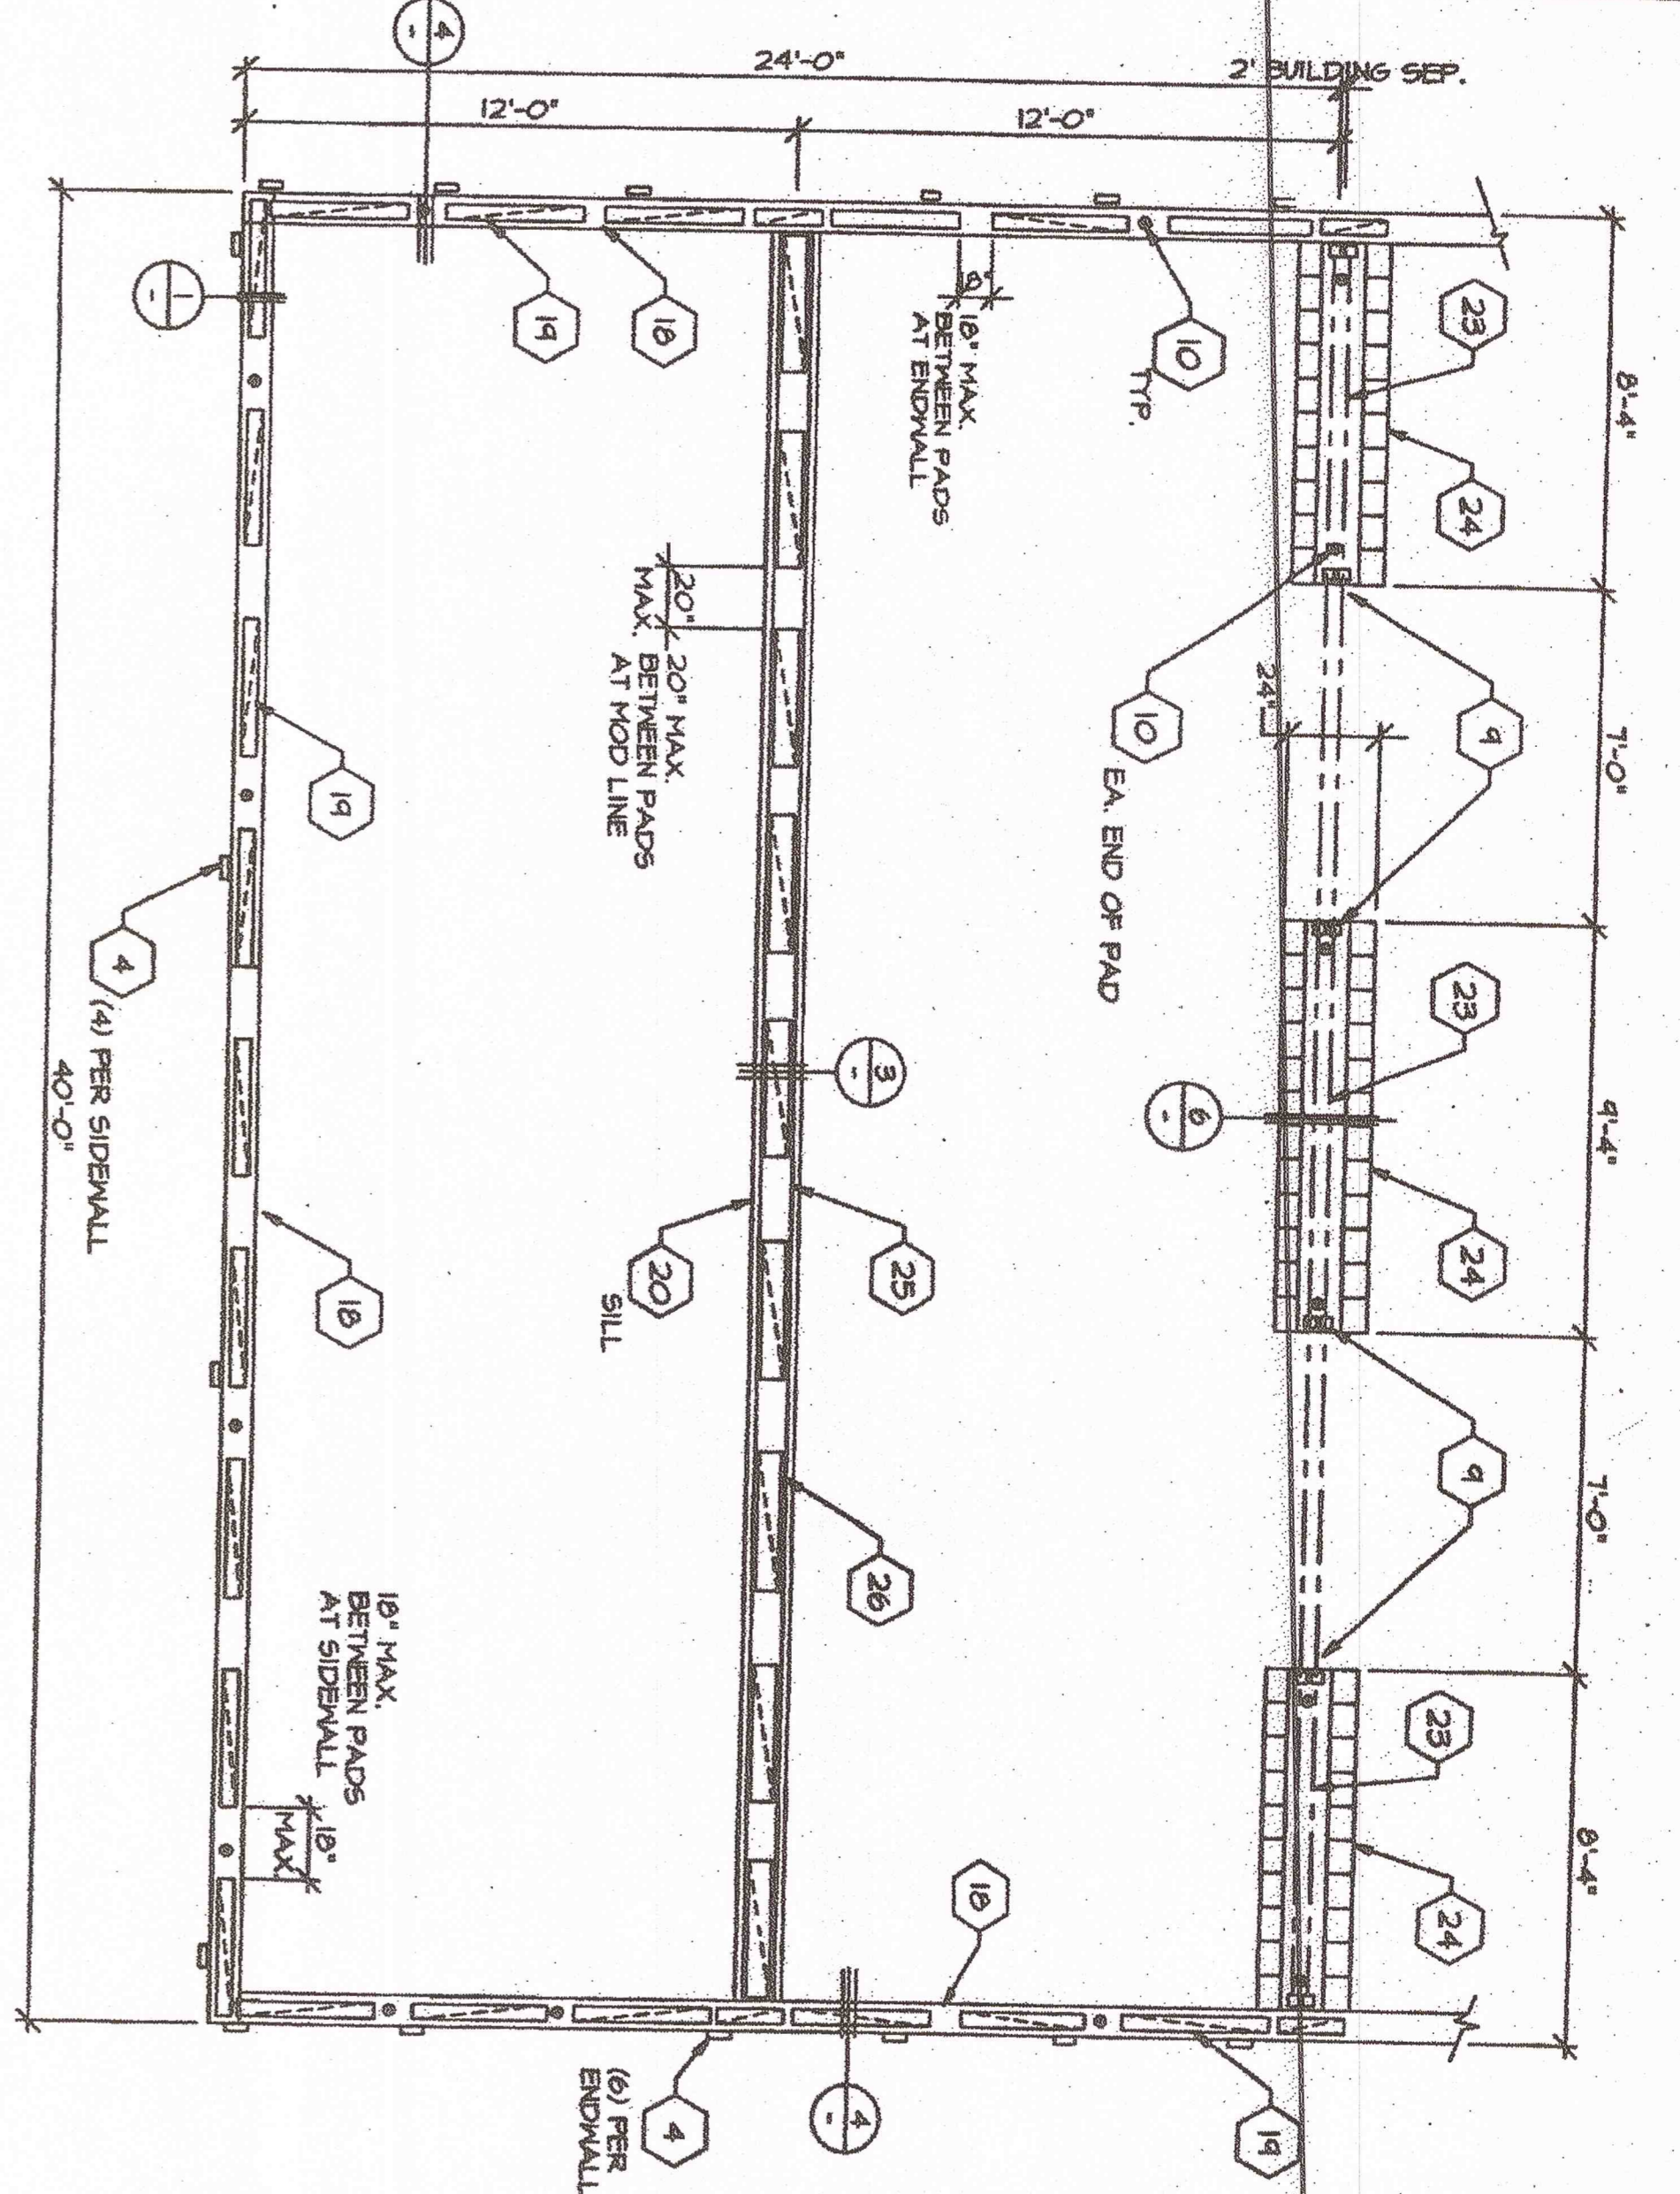 4
-
24'-0"
2' BUILDING SEP.
12'-0"
12'-0"
8'-4"
7'-0"
9'-4"
7'-0"
8'-4"
23
24
9
23
24
9
23
24
10
TYP.
18" MAX.
BETWEEN PADS
AT ENDWALL
10
EA. END OF PAD
24"
6
-
1
-
19
18
20"
MAX.
20" MAX.
BETWEEN PADS
AT MOD LINE
3
-
25
20
SILL
26
19
4
(4) PER SIDEWALL
18
18" MAX.
BETWEEN PADS
AT SIDEWALL
18"
MAX
40'-0"
18
4
(6) PER
ENDWALL
4
-
19